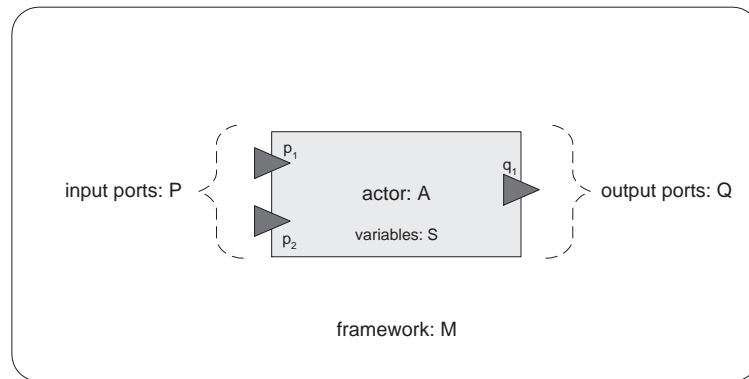 p1
q1
input ports: P
actor: A
output ports: Q
variables: S
p2
framework: M